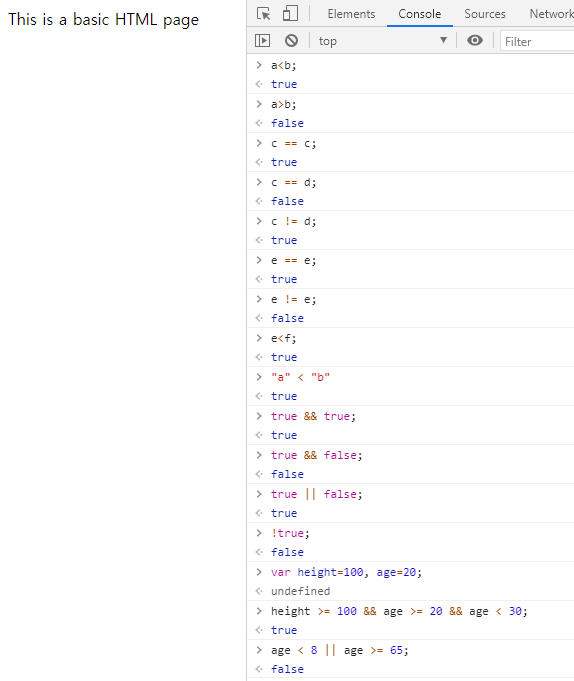 This is a basic HTML page
Elements Console Sources Network
top ▼ Filter
> a<b;
<· true
> a>b;
<· false
> c == c;
<· true
> c == d;
<· false
> c != d;
<· true
> e == e;
<· true
> e != e;
<· false
> e<f;
<· true
> "a" < "b"
<· true
> true && true;
<· true
> true && false;
<· false
> true || false;
<· true
> !true;
<· false
> var height=100, age=20;
<· undefined
> height >= 100 && age >= 20 && age < 30;
<· true
> age < 8 || age >= 65;
<· false